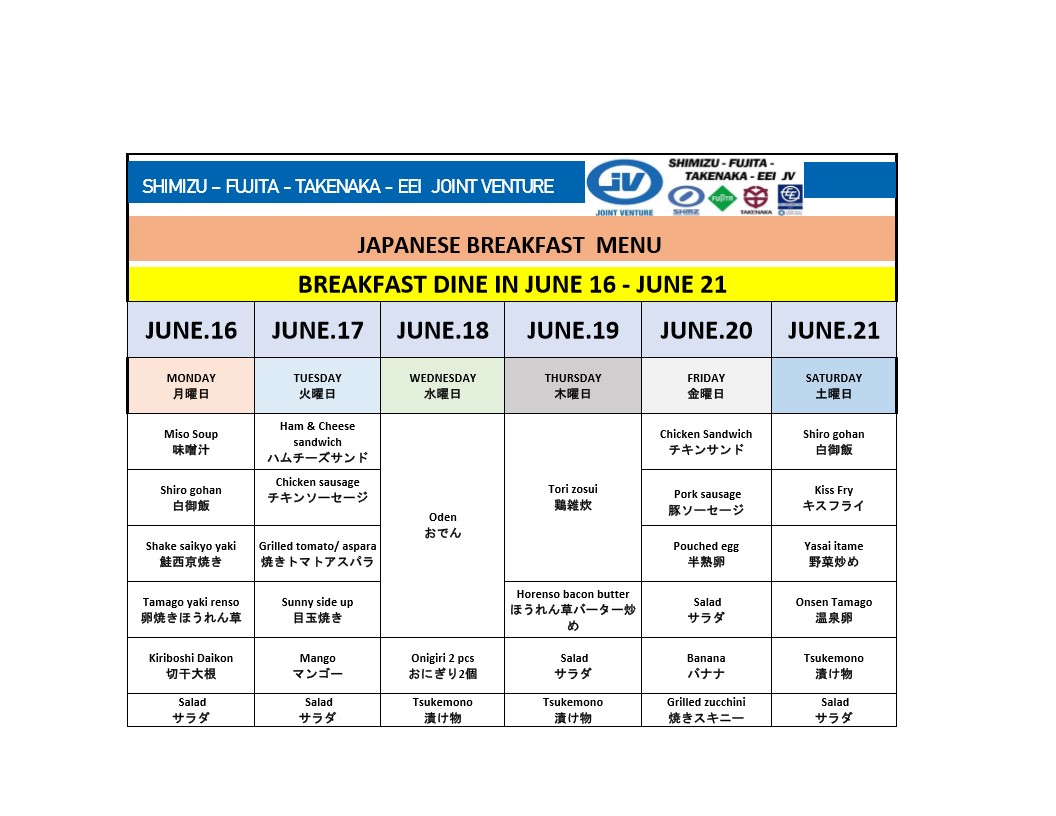 SHIMIZU – FUJITA - TAKENAKA - EEI JOINT VENTURE
JV
JOINT VENTURE
SHIMIZU - FUJITA -
TAKENAKA - EEI JV
SHIMZ
FUJITA
TAKENAKA
JAPANESE BREAKFAST MENU
BREAKFAST DINE IN JUNE 16 - JUNE 21
JUNE.16
JUNE.17
JUNE.18
JUNE.19
JUNE.20
JUNE.21
MONDAY
月曜日
TUESDAY
火曜日
WEDNESDAY
水曜日
THURSDAY
木曜日
FRIDAY
金曜日
SATURDAY
土曜日
Miso Soup
味噌汁
Ham & Cheese
sandwich
ハムチーズサンド
Oden
おでん
Tori zosui
鶏雑炊
Chicken Sandwich
チキンサンド
Shiro gohan
白御飯
Shiro gohan
白御飯
Chicken sausage
チキンソーセージ
Pork sausage
豚ソーセージ
Kiss Fry
キスフライ
Shake saikyo yaki
鮭西京焼き
Grilled tomato/ aspara
焼きトマトアスパラ
Pouched egg
半熟卵
Yasai itame
野菜炒め
Tamago yaki renso
卵焼きほうれん草
Sunny side up
目玉焼き
Horenso bacon butter
ほうれん草バーター炒
め
Salad
サラダ
Onsen Tamago
温泉卵
Kiriboshi Daikon
切干大根
Mango
マンゴー
Onigiri 2 pcs
おにぎり2個
Salad
サラダ
Banana
バナナ
Tsukemono
漬け物
Salad
サラダ
Salad
サラダ
Tsukemono
漬け物
Tsukemono
漬け物
Grilled zucchini
焼きスキニー
Salad
サラダ